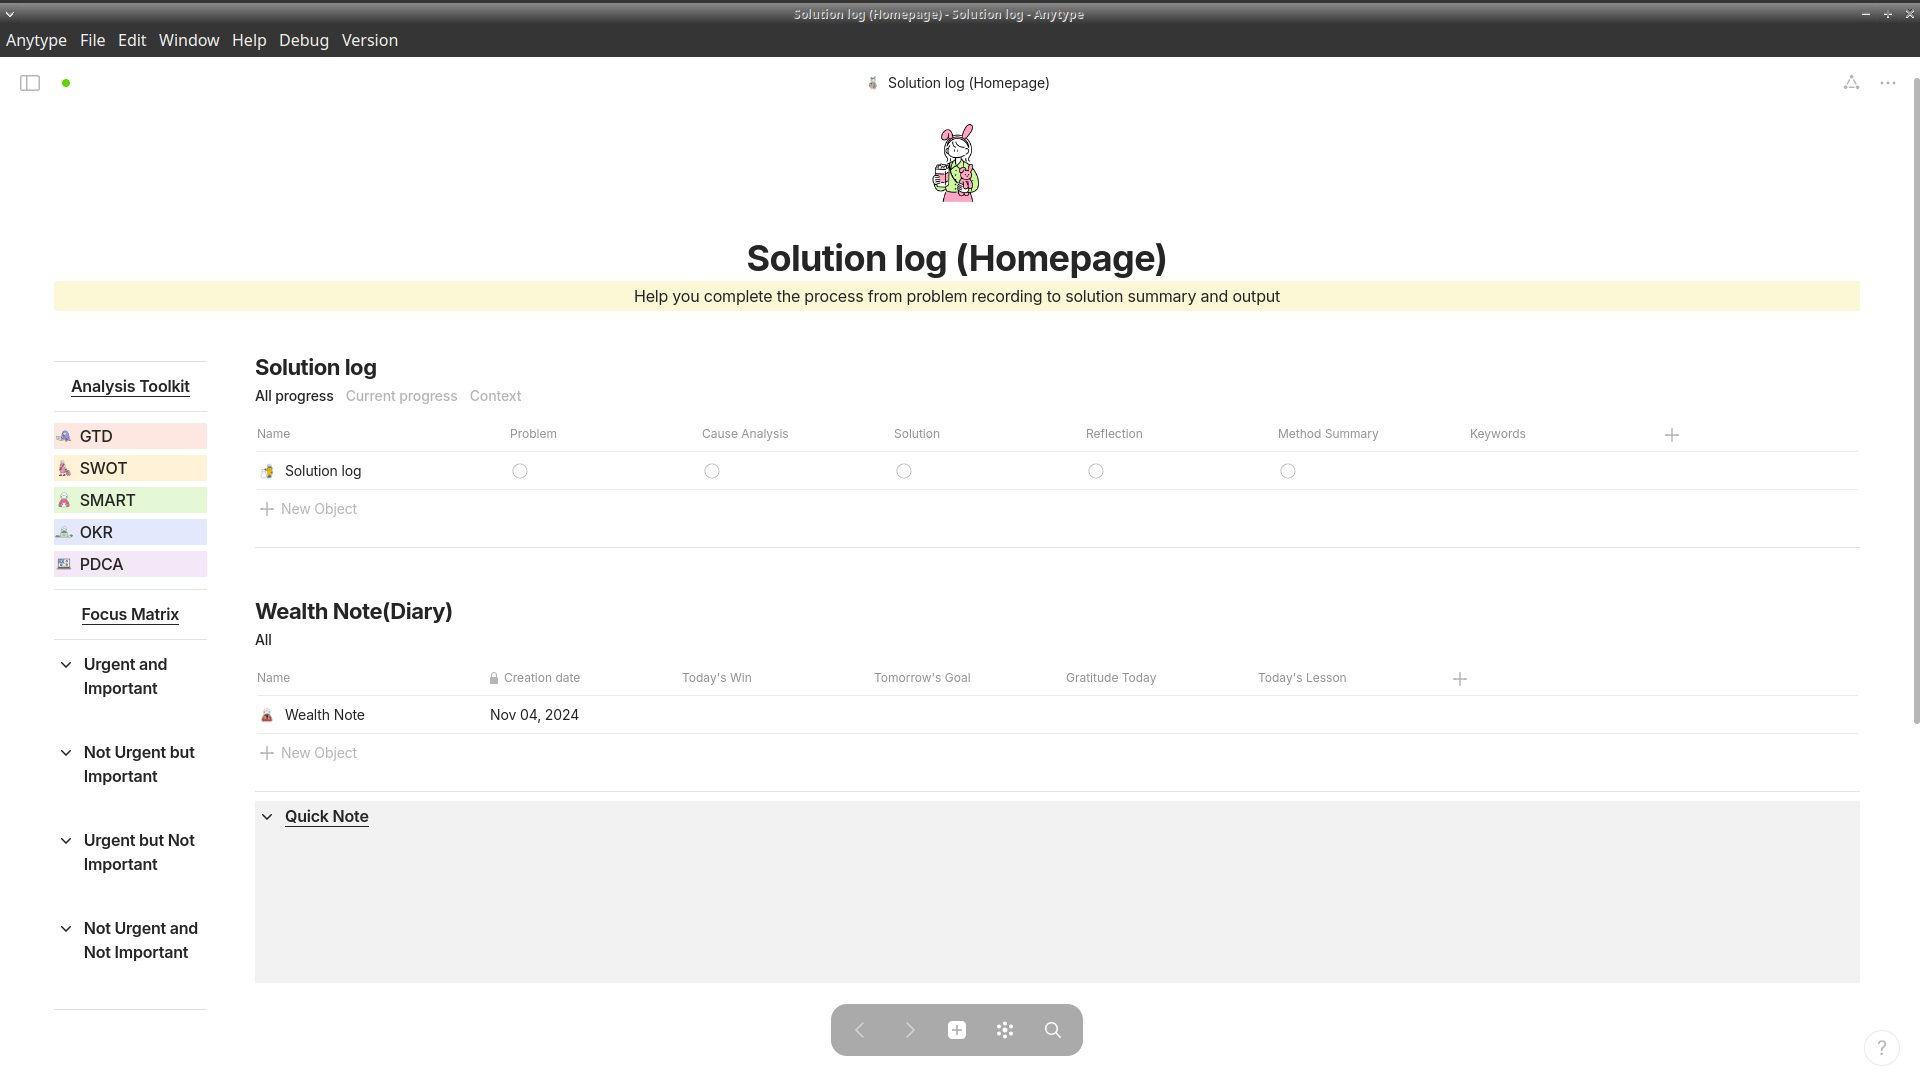 Solution log (Homepage) - Solution log - Anytype
Anytype File Edit Window Help Debug Version
Solution log (Homepage)
Solution log (Homepage)
Help you complete the process from problem recording to solution summary and output
Analysis Toolkit
GTD
SWOT
SMART
OKR
PDCA
Focus Matrix
Urgent and
Important
Not Urgent but
Important
Urgent but Not
Important
Not Urgent and
Not Important
Solution log
All progress Current progress Context
Name Problem Cause Analysis Solution Reflection Method Summary Keywords
Solution log
New Object
Wealth Note(Diary)
All
Name Creation date Today's Win Tomorrow's Goal Gratitude Today Today's Lesson
Wealth Note Nov 04, 2024
New Object
Quick Note
?